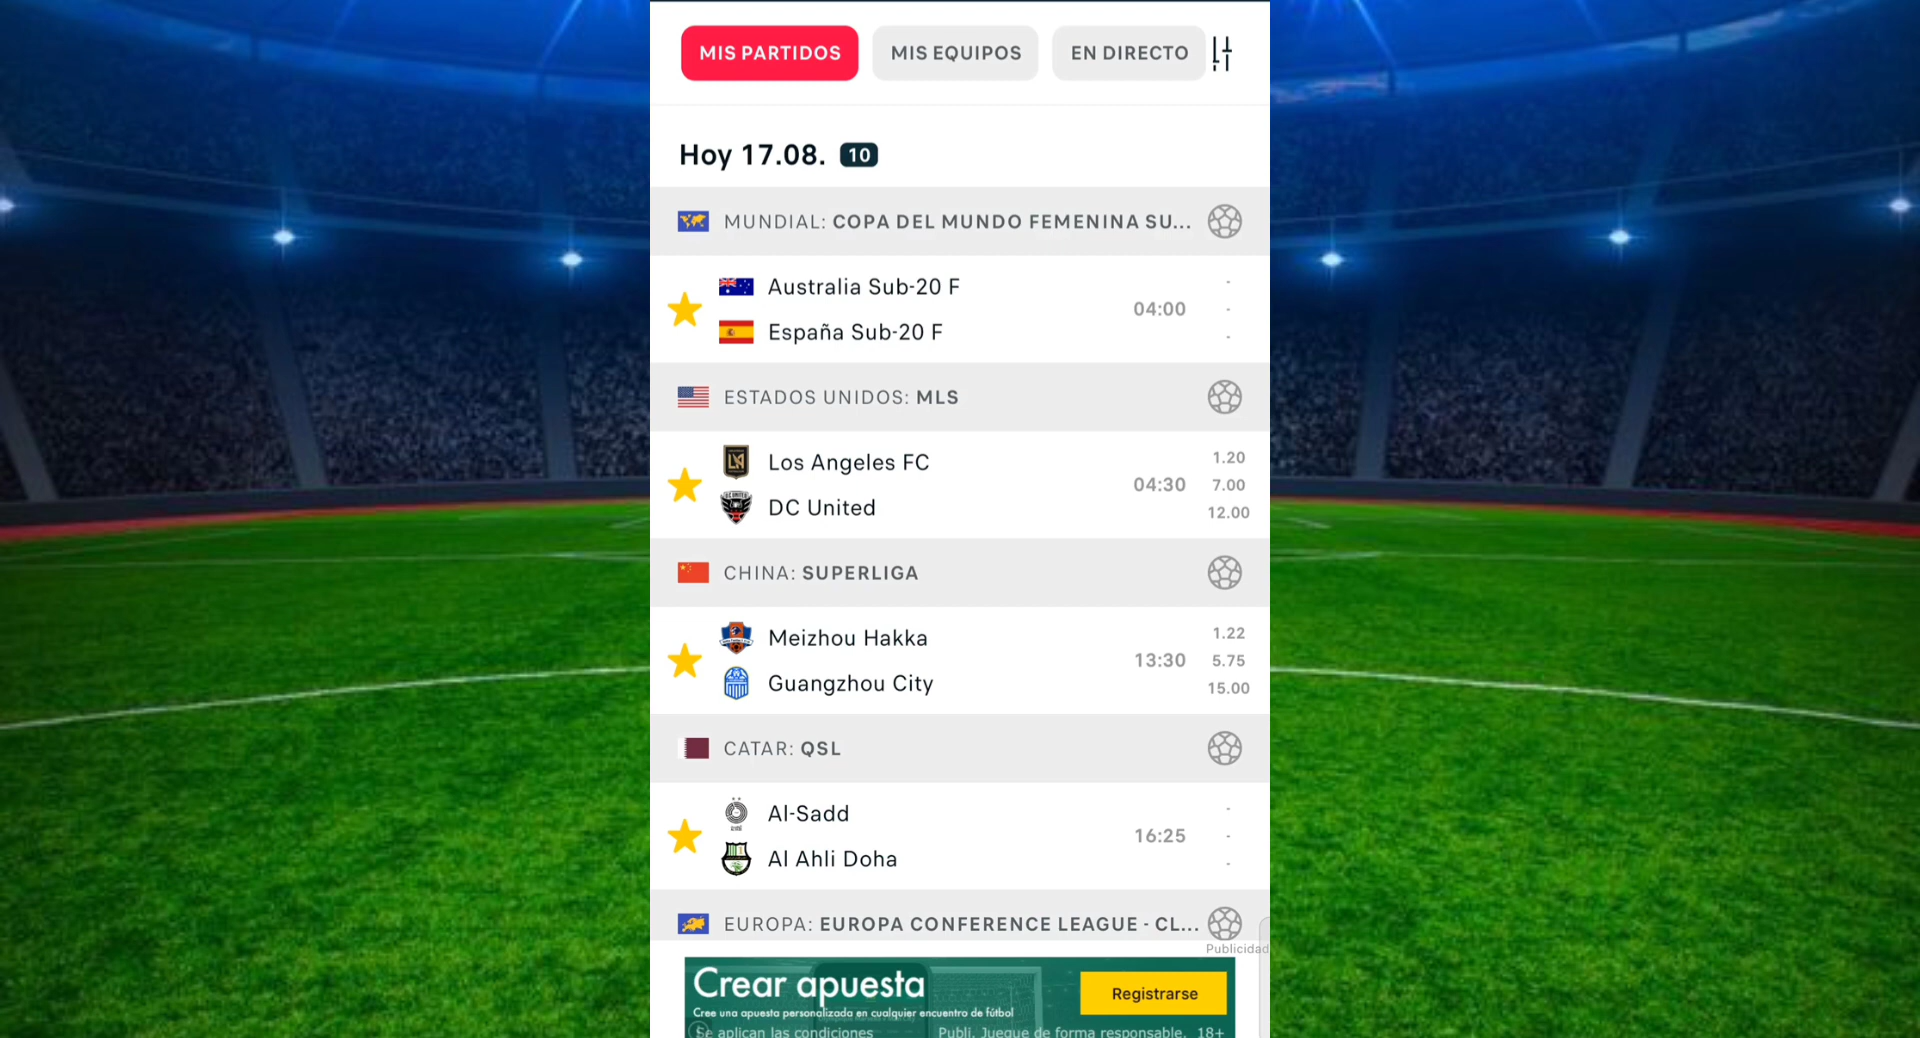 MIS PARTIDOS
MIS EQUIPOS
EN DIRECTO
Hoy 17.08. 10
MUNDIAL: COPA DEL MUNDO FEMENINA SU...
Australia Sub-20 F
España Sub-20 F
04:00
-
-
-
ESTADOS UNIDOS: MLS
Los Angeles FC
DC United
04:30
1.20
7.00
12.00
CHINA: SUPERLIGA
Meizhou Hakka
Guangzhou City
13:30
1.22
5.75
15.00
CATAR: QSL
Al-Sadd
Al Ahli Doha
16:25
-
-
-
EUROPA: EUROPA CONFERENCE LEAGUE - CL...
Publicidad
Crear apuesta
Cree una apuesta personalizada en cualquier encuentro de fútbol
Registrarse
Se aplican las condiciones
Publi. Juegue de forma responsable. 18+